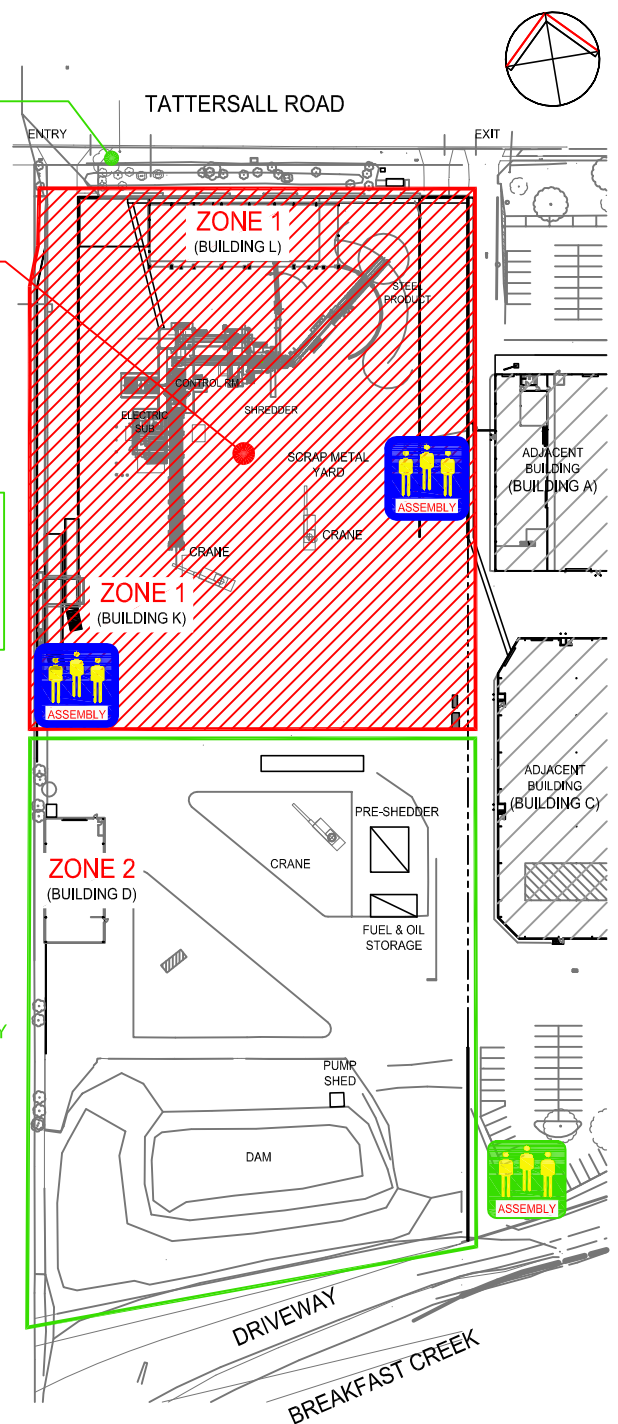 TATTERSALL ROAD
ENTRY
EXIT
ZONE 1
(BUILDING L)
STEEL
PRODUCT
CONTROL RM
SHREDDER
ELECTRIC
SUB
SCRAP METAL
YARD
ASSEMBLY
ADJACENT
BUILDING
(BUILDING A)
CRANE
CRANE
ZONE 1
(BUILDING K)
ASSEMBLY
ADJACENT
BUILDING
(BUILDING C)
PRE-SHEDDER
CRANE
ZONE 2
(BUILDING D)
FUEL & OIL
STORAGE
Y
PUMP
SHED
DAM
ASSEMBLY
DRIVEWAY
BREAKFAST CREEK